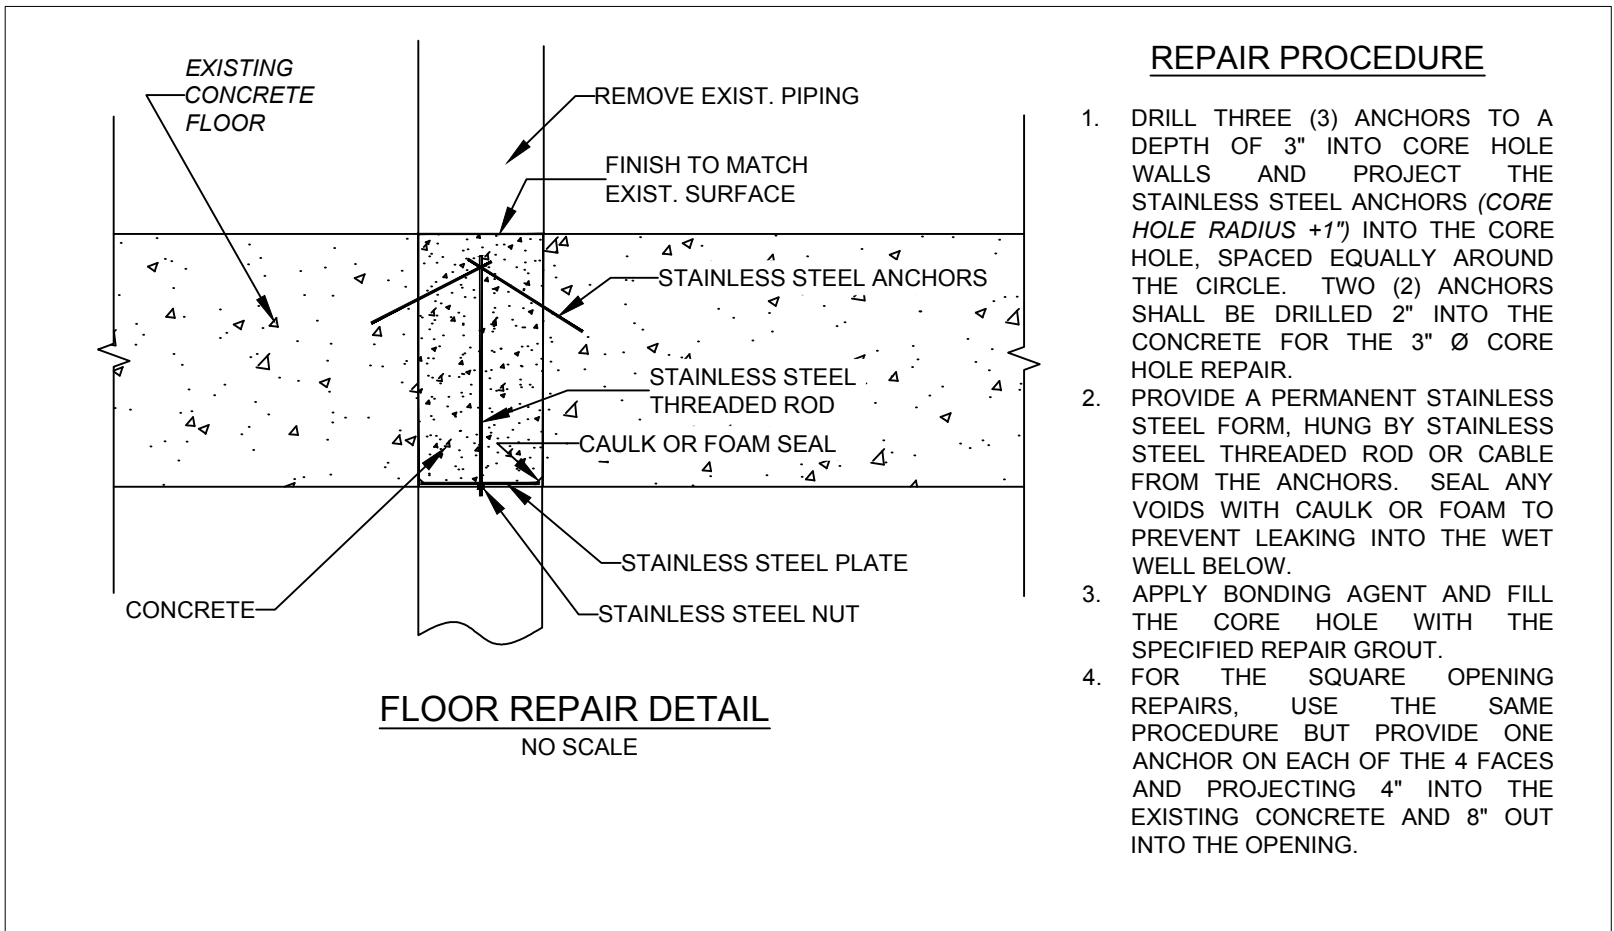 EXISTING
CONCRETE
FLOOR
REMOVE EXIST. PIPING
FINISH TO MATCH
EXIST. SURFACE
STAINLESS STEEL ANCHORS
STAINLESS STEEL
THREADED ROD
CAULK OR FOAM SEAL
STAINLESS STEEL PLATE
CONCRETE
STAINLESS STEEL NUT
FLOOR REPAIR DETAIL
NO SCALE
REPAIR PROCEDURE
1. DRILL THREE (3) ANCHORS TO A
DEPTH OF 3" INTO CORE HOLE
WALLS AND PROJECT THE
STAINLESS STEEL ANCHORS (CORE
HOLE RADIUS +1") INTO THE CORE
HOLE, SPACED EQUALLY AROUND
THE CIRCLE. TWO (2) ANCHORS
SHALL BE DRILLED 2" INTO THE
CONCRETE FOR THE 3" Ø CORE
HOLE REPAIR.
2. PROVIDE A PERMANENT STAINLESS
STEEL FORM, HUNG BY STAINLESS
STEEL THREADED ROD OR CABLE
FROM THE ANCHORS. SEAL ANY
VOIDS WITH CAULK OR FOAM TO
PREVENT LEAKING INTO THE WET
WELL BELOW.
3. APPLY BONDING AGENT AND FILL
THE CORE HOLE WITH THE
SPECIFIED REPAIR GROUT.
4. FOR THE SQUARE OPENING
REPAIRS, USE THE SAME
PROCEDURE BUT PROVIDE ONE
ANCHOR ON EACH OF THE 4 FACES
AND PROJECTING 4" INTO THE
EXISTING CONCRETE AND 8" OUT
INTO THE OPENING.